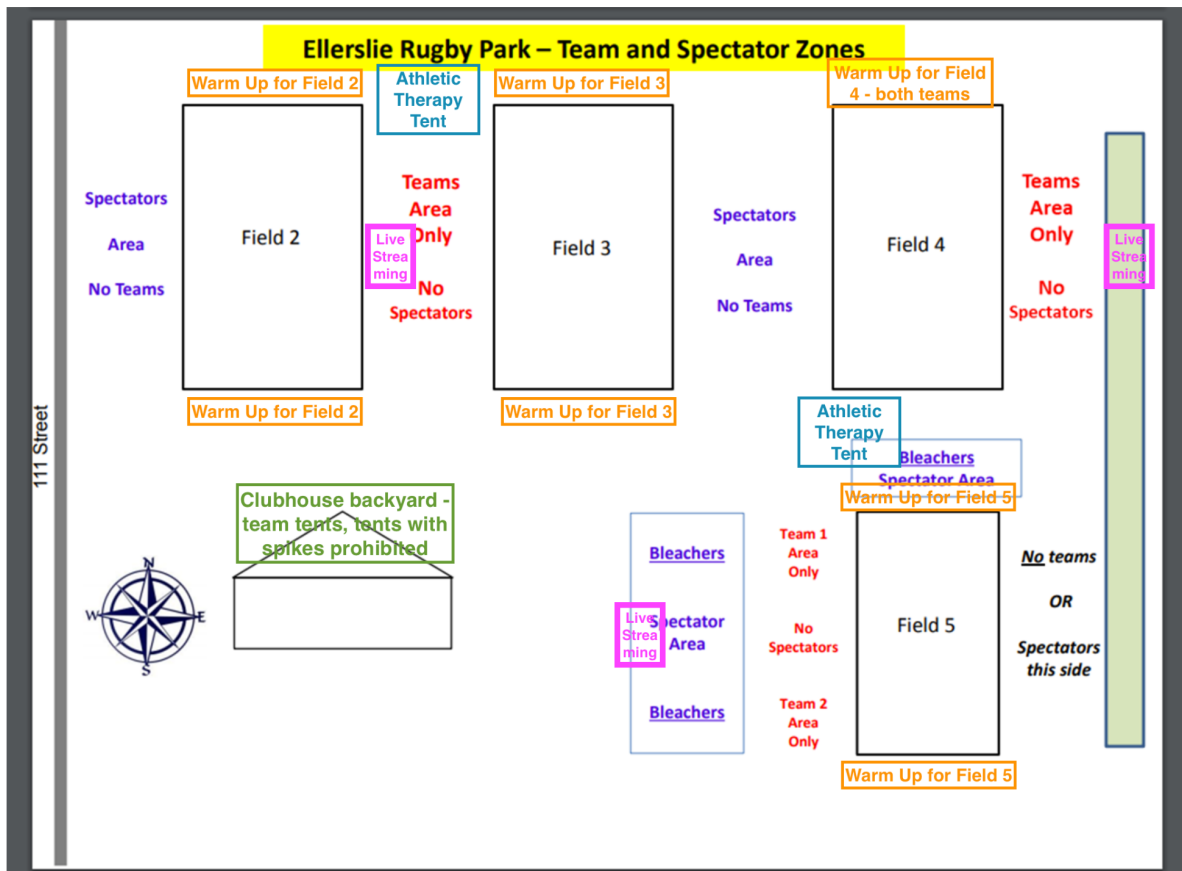 Ellerslie Rugby Park – Team and Spectator Zones
Warm Up for Field 2
Athletic
Therapy
Tent
Warm Up for Field 3
Warm Up for Field
4 - both teams
Spectators
Area
No Teams
Field 2
Teams
Area
Only
No
Spectators
Live
Strea
ming
Field 3
Spectators
Area
No Teams
Field 4
Teams
Area
Only
No
Spectators
Live
Strea
ming
Warm Up for Field 2
Warm Up for Field 3
Athletic
Therapy
Tent
Bleachers
Spectator Area
Warm Up for Field 5
111 Street
Clubhouse backyard -
team tents, tents with
spikes prohibited
N
W
E
S
Bleachers
Spectator
Area
Bleachers
Live
Strea
ming
Team 1
Area
Only
No
Spectators
Team 2
Area
Only
Field 5
No teams
OR
Spectators
this side
Warm Up for Field 5